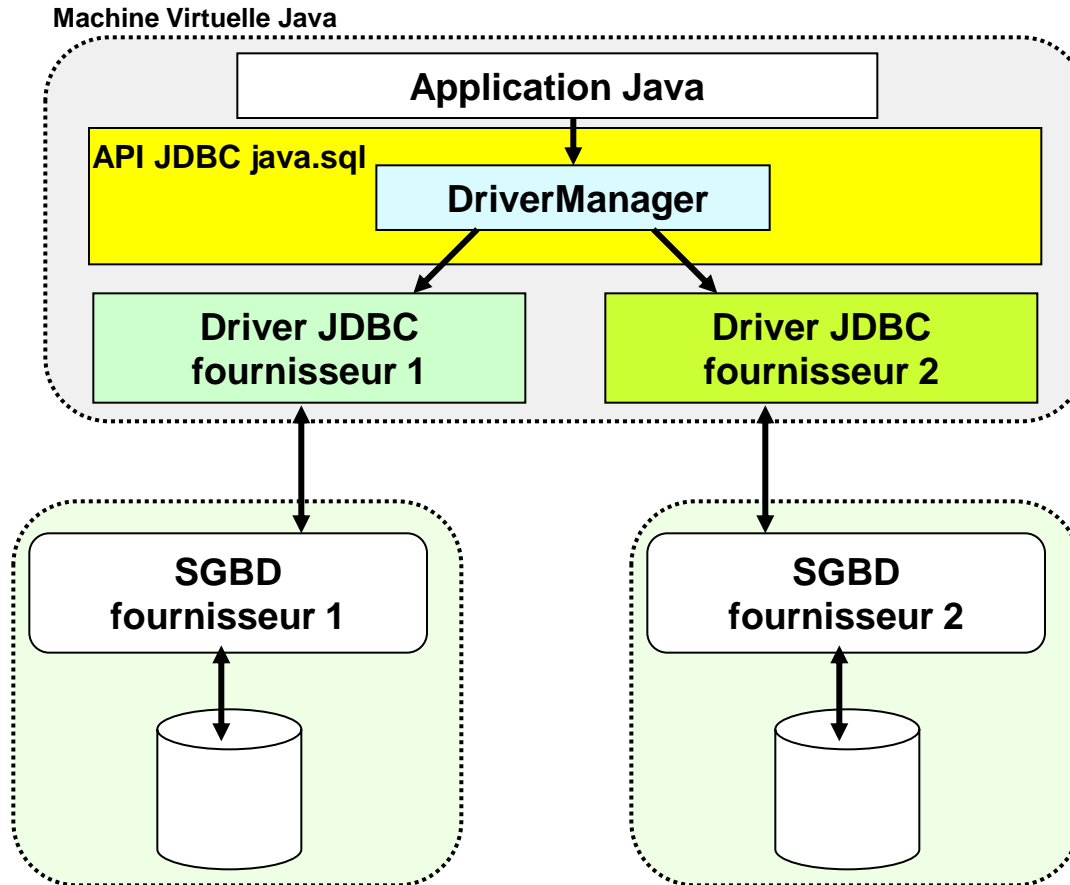 Machine Virtuelle Java
Application Java
API JDBC java.sql
DriverManager
Driver JDBC
fournisseur 1
Driver JDBC
fournisseur 2
SGBD
fournisseur 1
SGBD
fournisseur 2